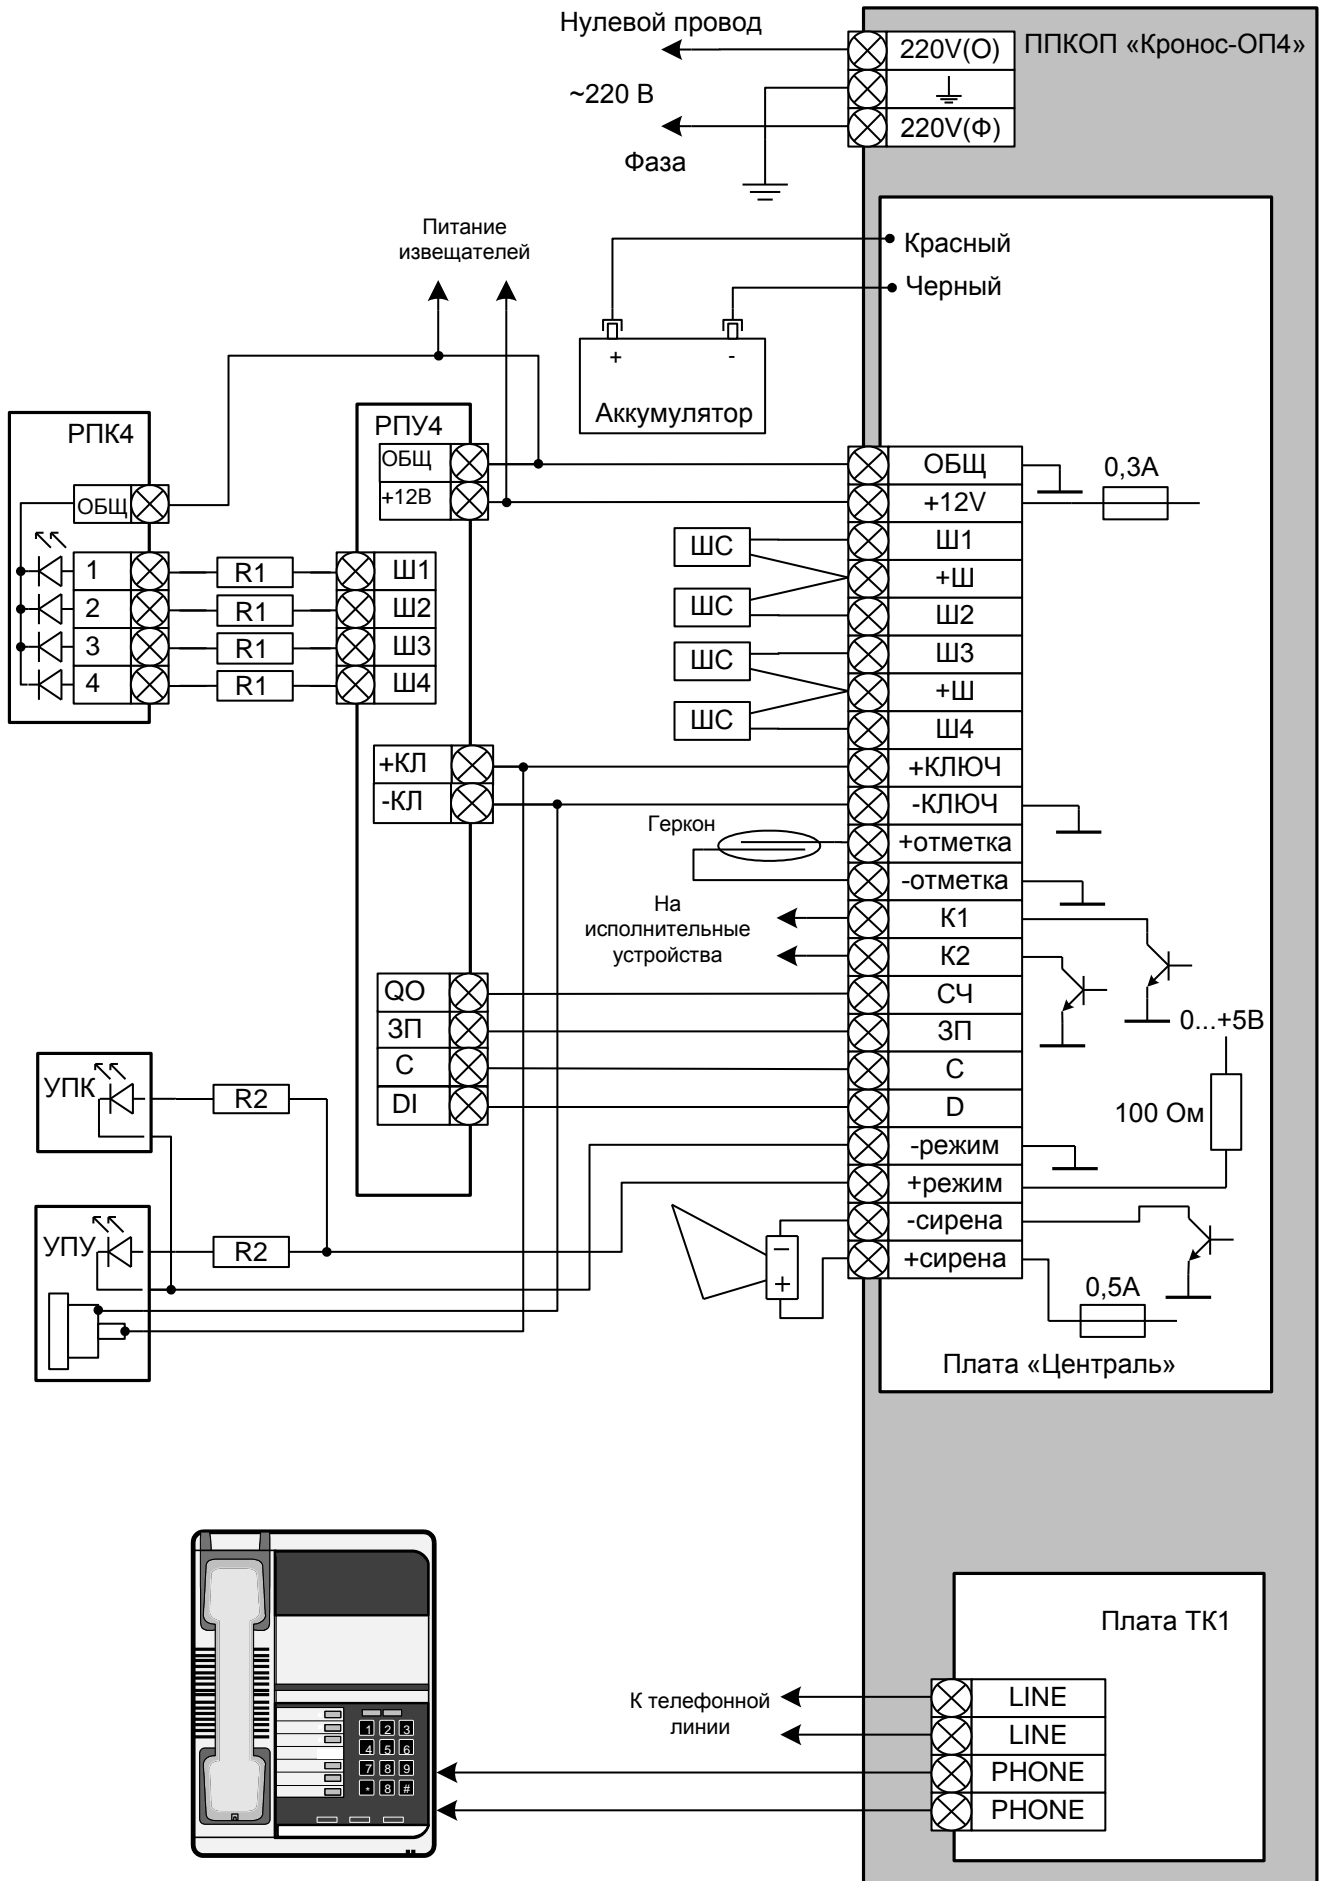 Нулевой провод
~220 В
Фаза
220V(О)
220V(Ф)
ППКОП «Кронос-ОП4»
Питание
извещателей
Красный
Черный
+
-
Аккумулятор
РПК4
ОБЩ
1
2
3
4
R1
R1
R1
R1
РПУ4
ОБЩ
+12В
Ш1
Ш2
Ш3
Ш4
+КЛ
-КЛ
QO
ЗП
C
DI
ШС
ШС
ШС
ШС
Геркон
На
исполнительные
устройства
ОБЩ
+12V
Ш1
+Ш
Ш2
Ш3
+Ш
Ш4
+КЛЮЧ
-КЛЮЧ
+отметка
-отметка
К1
К2
СЧ
ЗП
C
D
-режим
+режим
-сирена
+сирена
0,3А
0...+5В
100 Ом
0,5А
Плата «Централь»
УПК
R2
УПУ
R2
−
+
Плата ТК1
LINE
LINE
PHONE
PHONE
К телефонной
линии
1 2 3
4 5 6
7 8 9
* 8 #